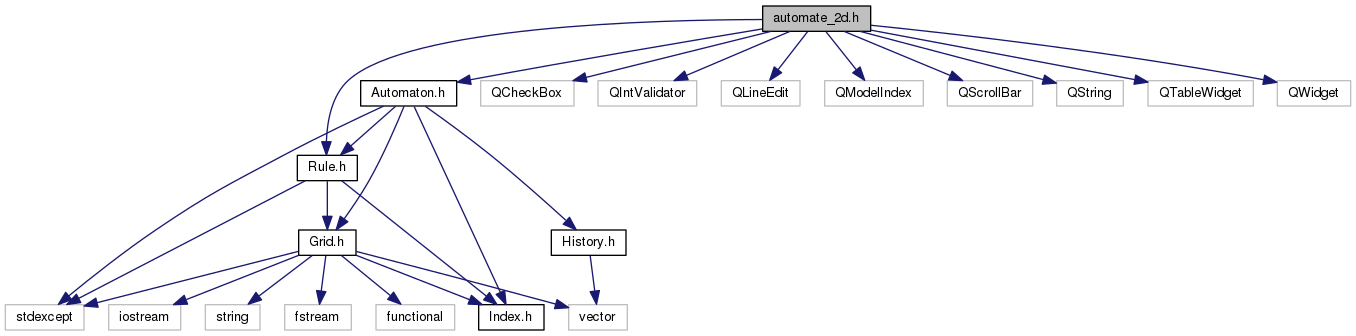 automate_2d.h
Automaton.h
QCheckBox
QIntValidator
QLineEdit
QModelIndex
QScrollBar
QString
QTableWidget
QWidget
Rule.h
Grid.h
History.h
stdexcept
iostream
string
fstream
functional
Index.h
vector